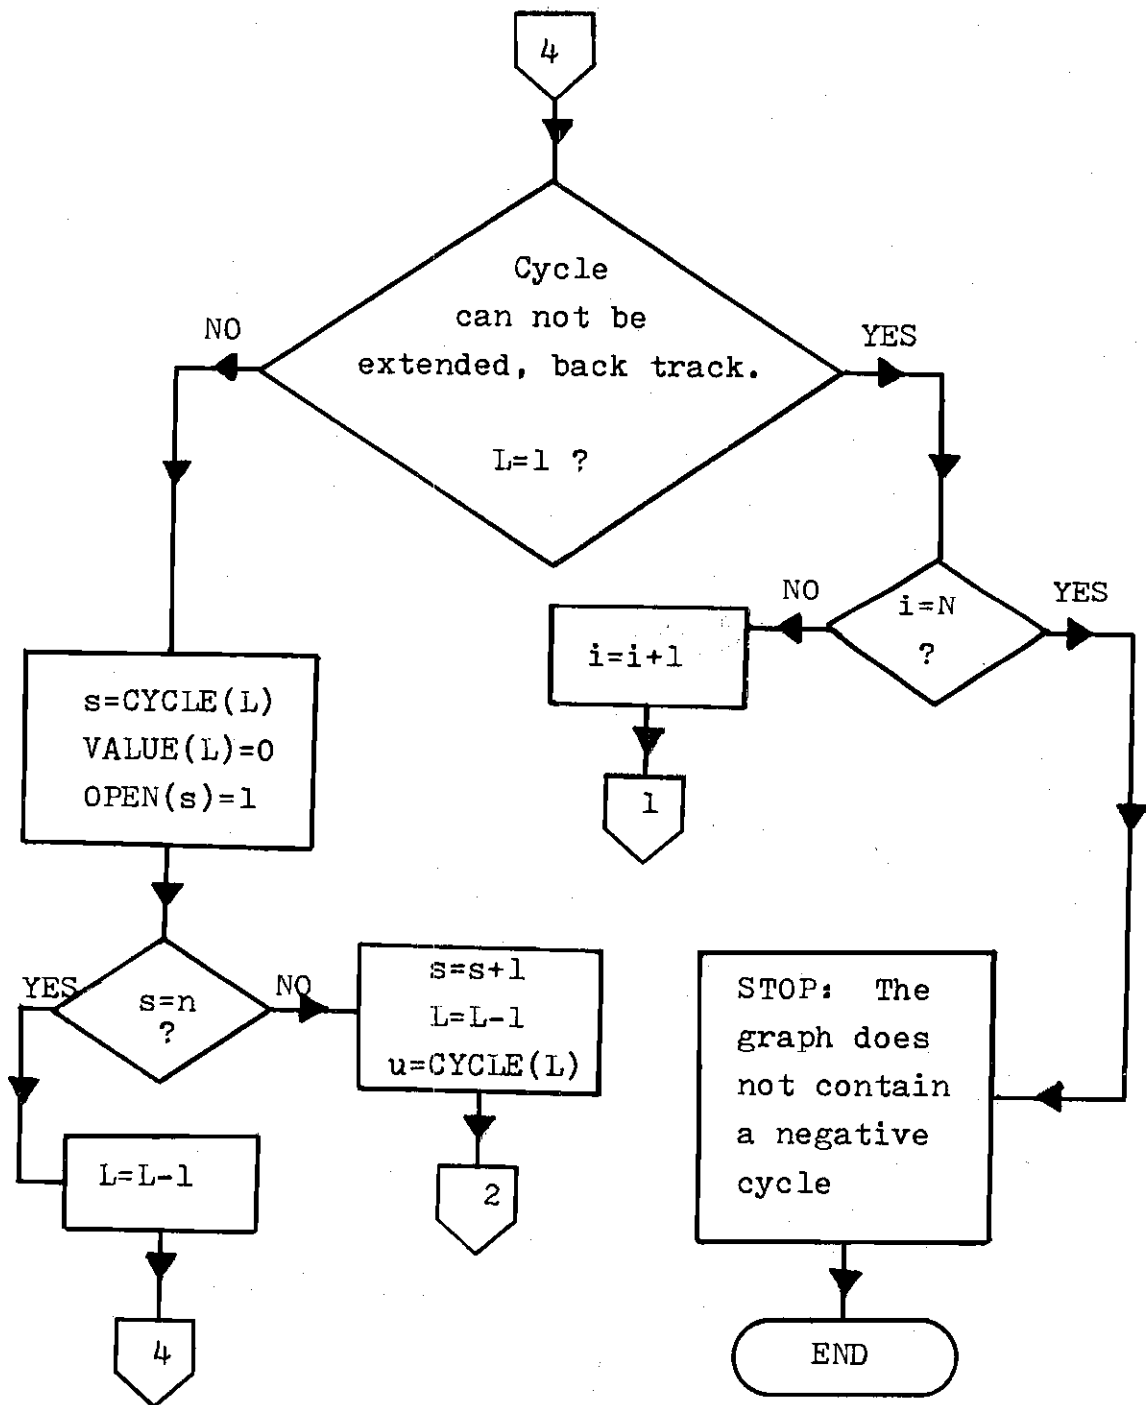 4
Cycle
can not be
extended, back track.
L=1 ?
NO
YES
i=N
?
NO
YES
i=i+1
1
s=CYCLE(L)
VALUE(L)=0
OPEN(s)=1
s=n
?
YES
NO
s=s+1
L=L-1
u=CYCLE(L)
2
L=L-1
4
STOP: The
graph does
not contain
a negative
cycle
END